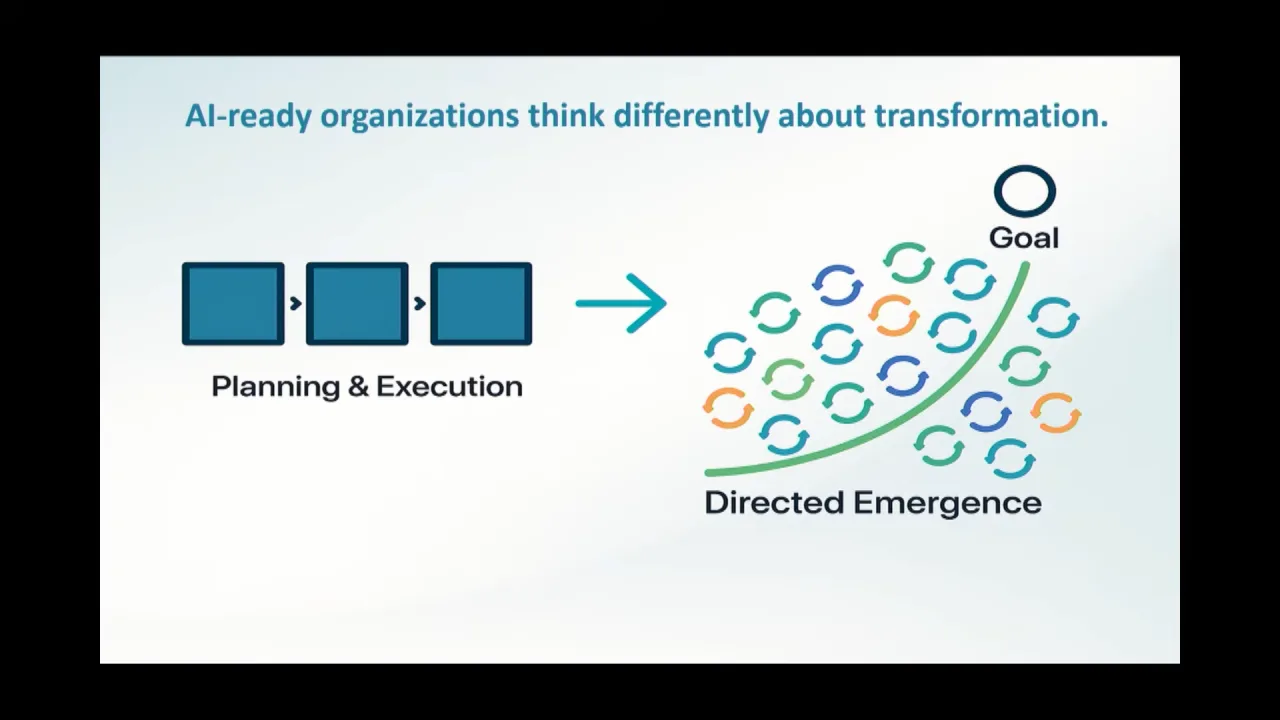 AI-ready organizations think differently about transformation.
Goal
Planning & Execution
Directed Emergence